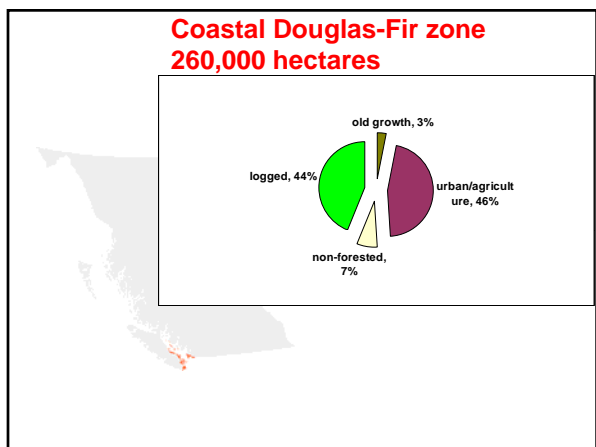 Coastal Douglas-Fir zone
260,000 hectares
old growth, 3%
logged, 44%
urban/agricult
ure, 46%
non-forested,
7%